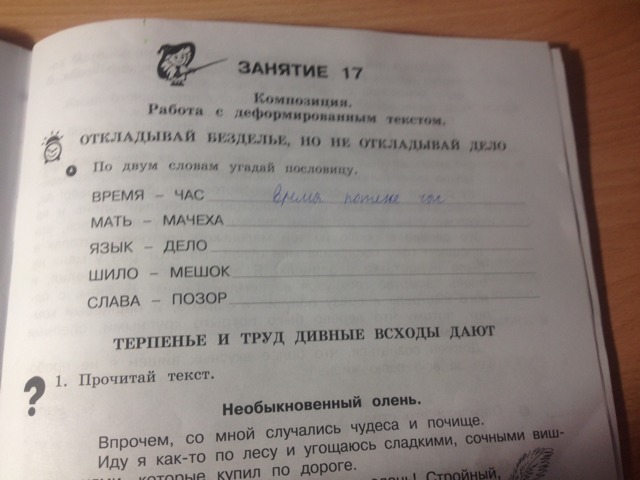 ЗАНЯТИЕ 17
Композиция.
Работа с деформированным текстом.
ОТКЛАДЫВАЙ БЕЗДЕЛЬЕ, НО НЕ ОТКЛАДЫВАЙ ДЕЛО
По двум словам угадай пословицу.
ВРЕМЯ – ЧАС время потехе час
МАТЬ – МАЧЕХА
ЯЗЫК – ДЕЛО
ШИЛО – МЕШОК
СЛАВА – ПОЗОР
ТЕРПЕНЬЕ И ТРУД ДИВНЫЕ ВСХОДЫ ДАЮТ
? 1. Прочитай текст.
Необыкновенный олень.
Впрочем, со мной случались чудеса и почище.
Иду я как-то по лесу и угощаюсь сладкими, сочными виш-
которые купил по дороге.
Стройный,